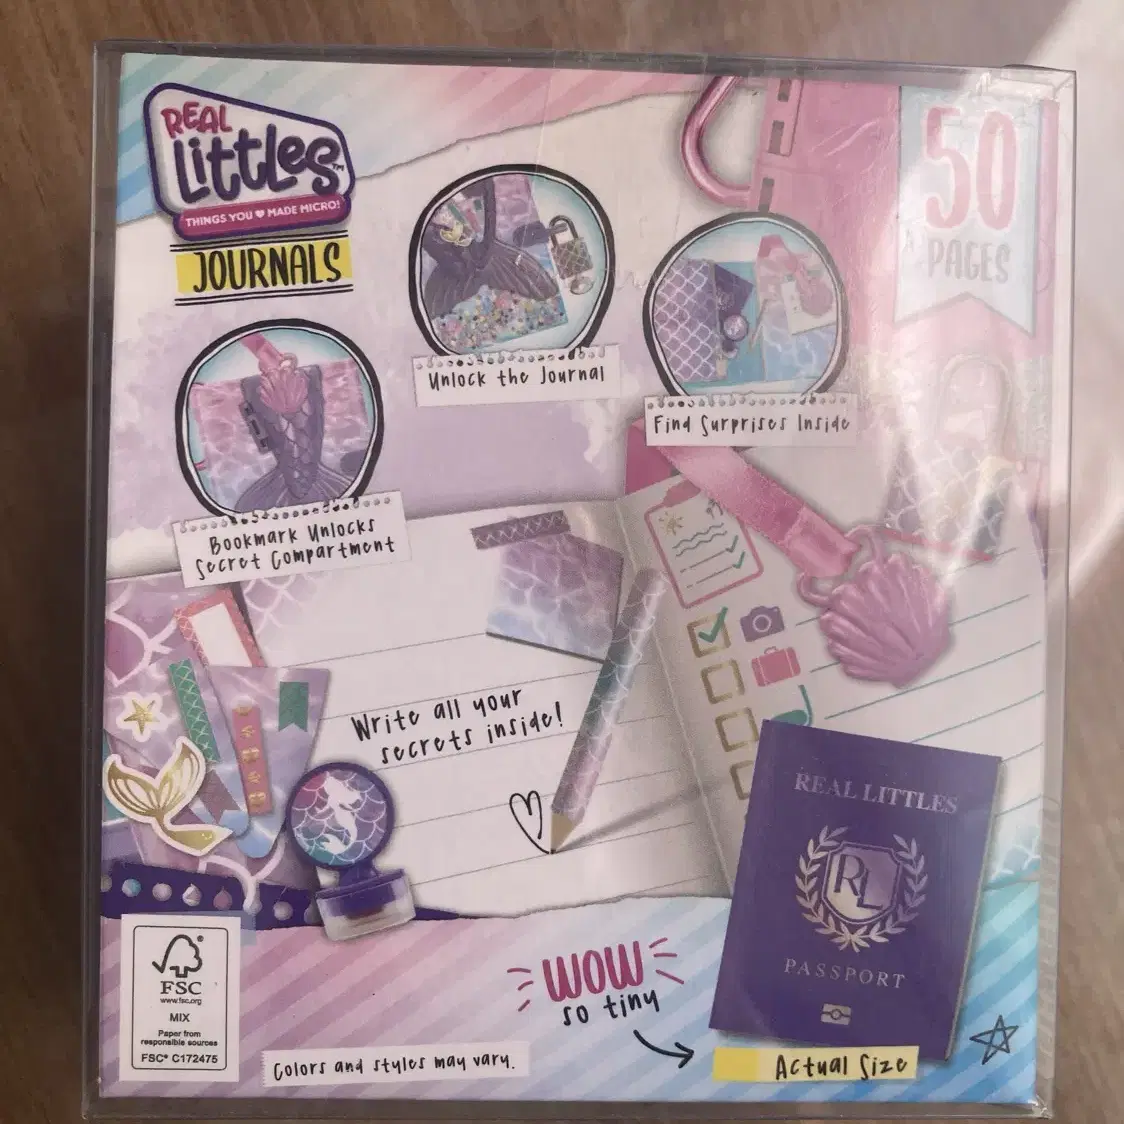 REAL
LittLes™
THINGS YOU ♥ MADE MICRO!
JOURNALS
50
PAGES
Unlock the Journal
Find Surprises Inside
Bookmark Unlocks
Secret Compartment
Write all your
secrets inside!
REAL LITTLES
RL
PASSPORT
WOW
so tiny
Actual Size
Colors and styles may vary.
FSC®
www.fsc.org
MIX
Paper from
responsible sources
FSC® C172475